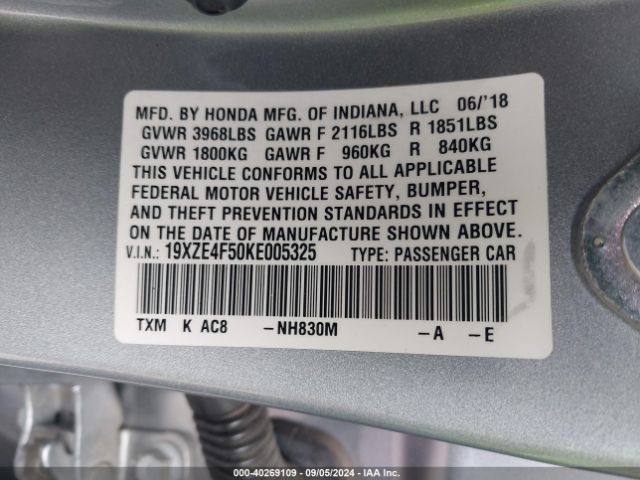 MFD. BY HONDA MFG. OF INDIANA, LLC 06/'18
GVWR 3968LBS GAWR F 2116LBS R 1851LBS
GVWR 1800KG GAWR F 960KG R 840KG
THIS VEHICLE CONFORMS TO ALL APPLICABLE
FEDERAL MOTOR VEHICLE SAFETY, BUMPER,
AND THEFT PREVENTION STANDARDS IN EFFECT
ON THE DATE OF MANUFACTURE SHOWN ABOVE.
V.I.N.: 19XZE4F50KE005325 TYPE: PASSENGER CAR
TXM K AC8 -NH830M -A -E
000-40269109 - 09/05/2024 - IAA Inc.